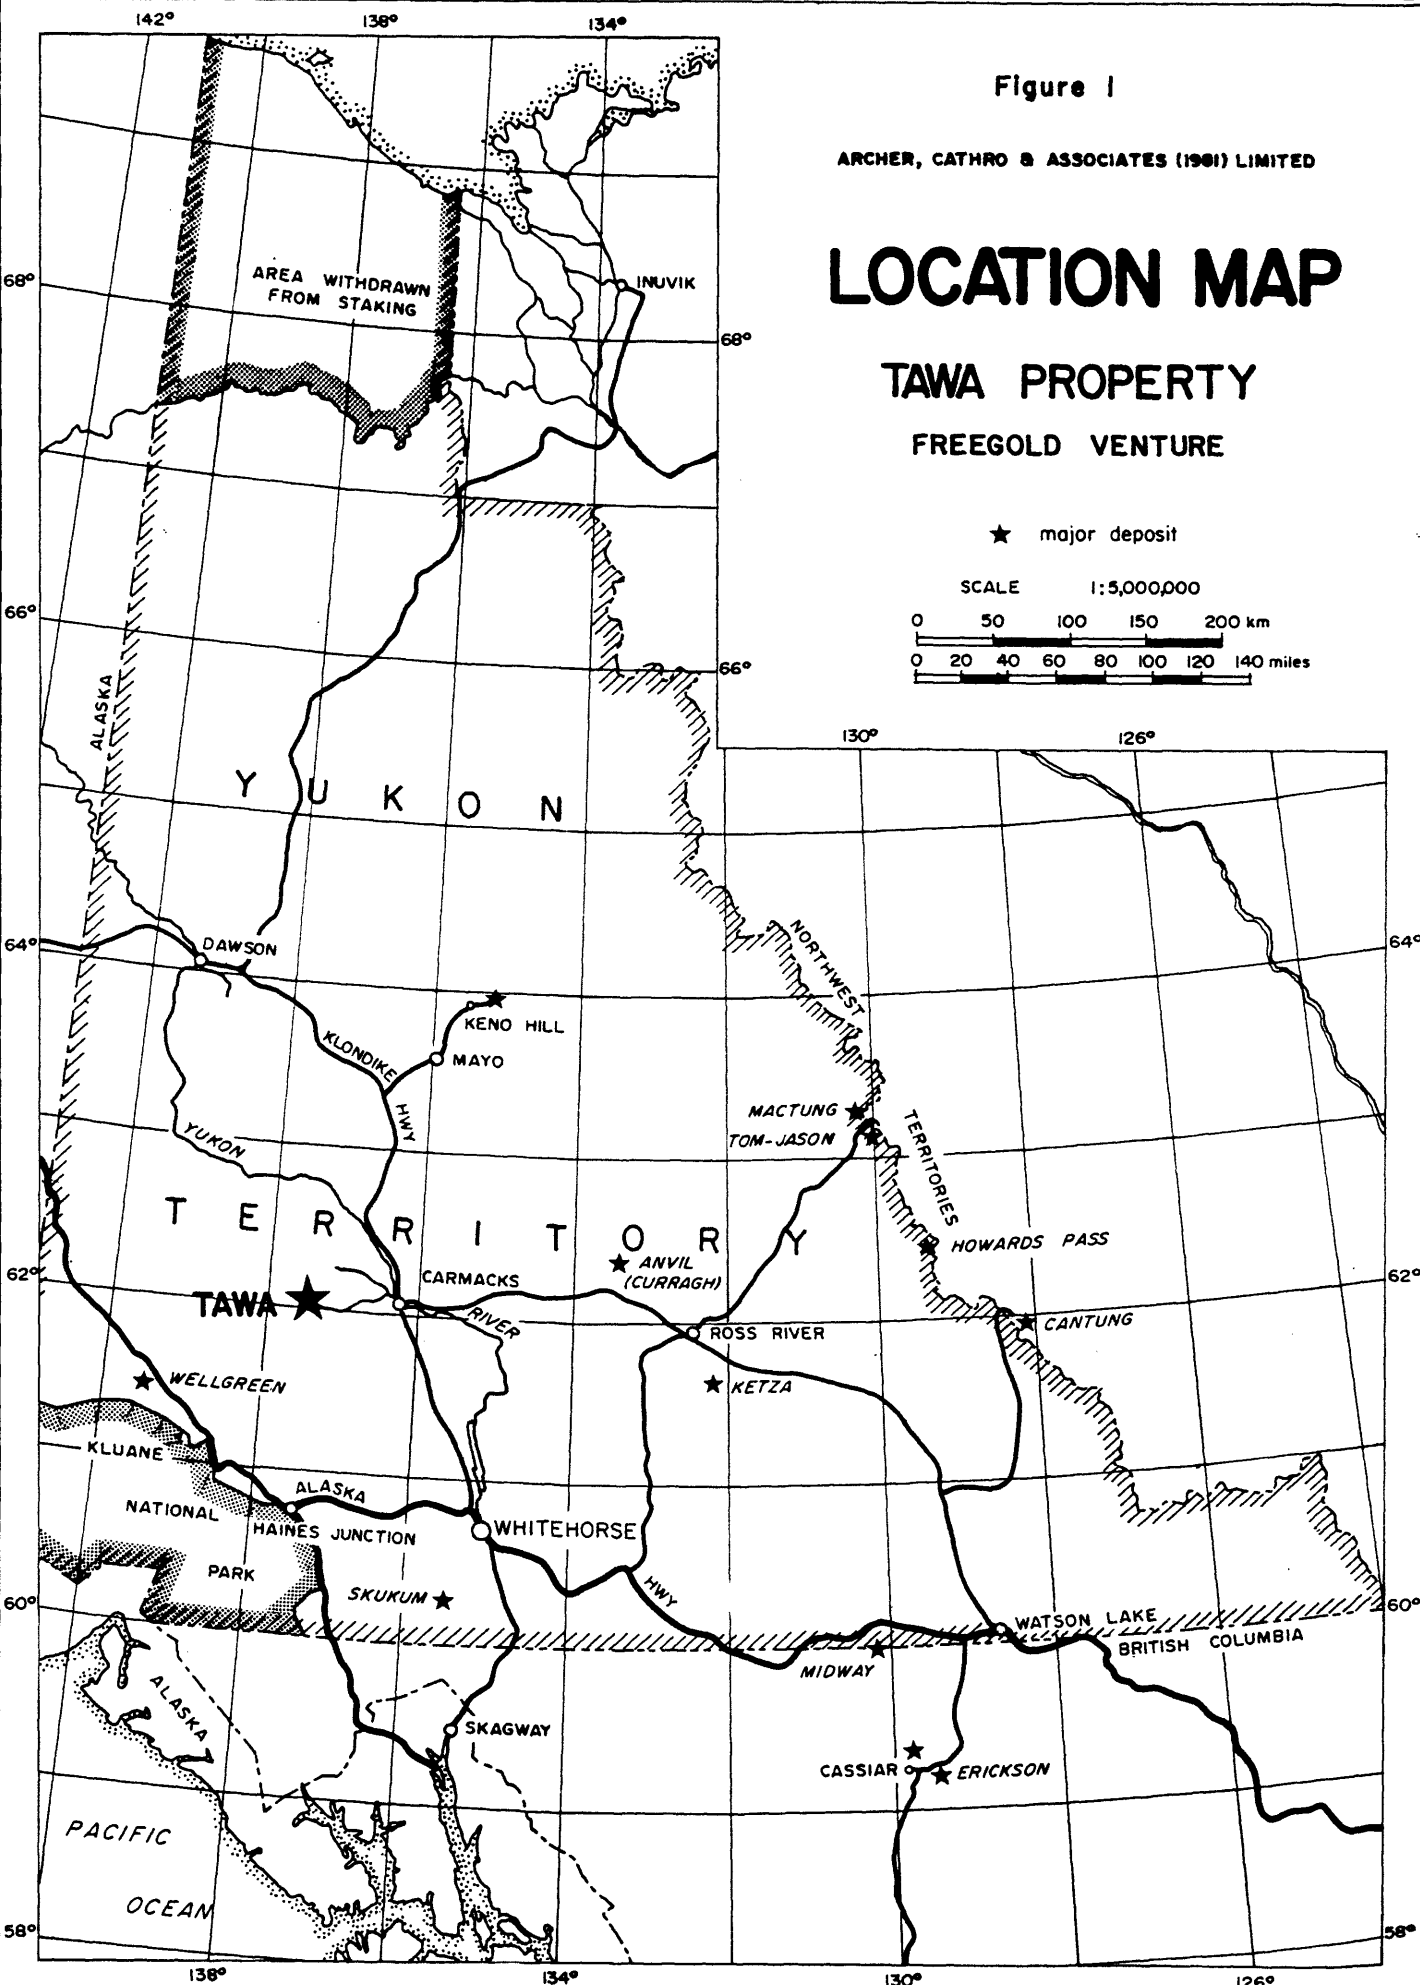 142°
138°
134°
Figure 1
ARCHER, CATHRO & ASSOCIATES (1981) LIMITED
LOCATION MAP
TAWA PROPERTY
FREEGOLD VENTURE
★ major deposit
SCALE 1:5,000,000
0 50 100 150 200 km
0 20 40 60 80 100 120 140 miles
68°
AREA WITHDRAWN
FROM STAKING
INUVIK
68°
66°
66°
ALASKA
130°
126°
YUKON
64°
DAWSON
NORTHWEST
64°
KENO HILL
KLONDIKE
MAYO
HWY
MACTUNG
TOM-JASON
TERRITORIES
YUKON
TERRITORY
HOWARDS PASS
ANVIL
(CURRAGH)
62°
CARMACKS
62°
TAWA
RIVER
ROSS RIVER
CANTUNG
WELLGREEN
KETZA
KLUANE
ALASKA
NATIONAL
HAINES JUNCTION
WHITEHORSE
PARK
SKUKUM
HWY
60°
60°
WATSON LAKE
BRITISH COLUMBIA
MIDWAY
ALASKA
SKAGWAY
CASSIAR
ERICKSON
PACIFIC
OCEAN
58°
58°
138°
134°
130°
126°